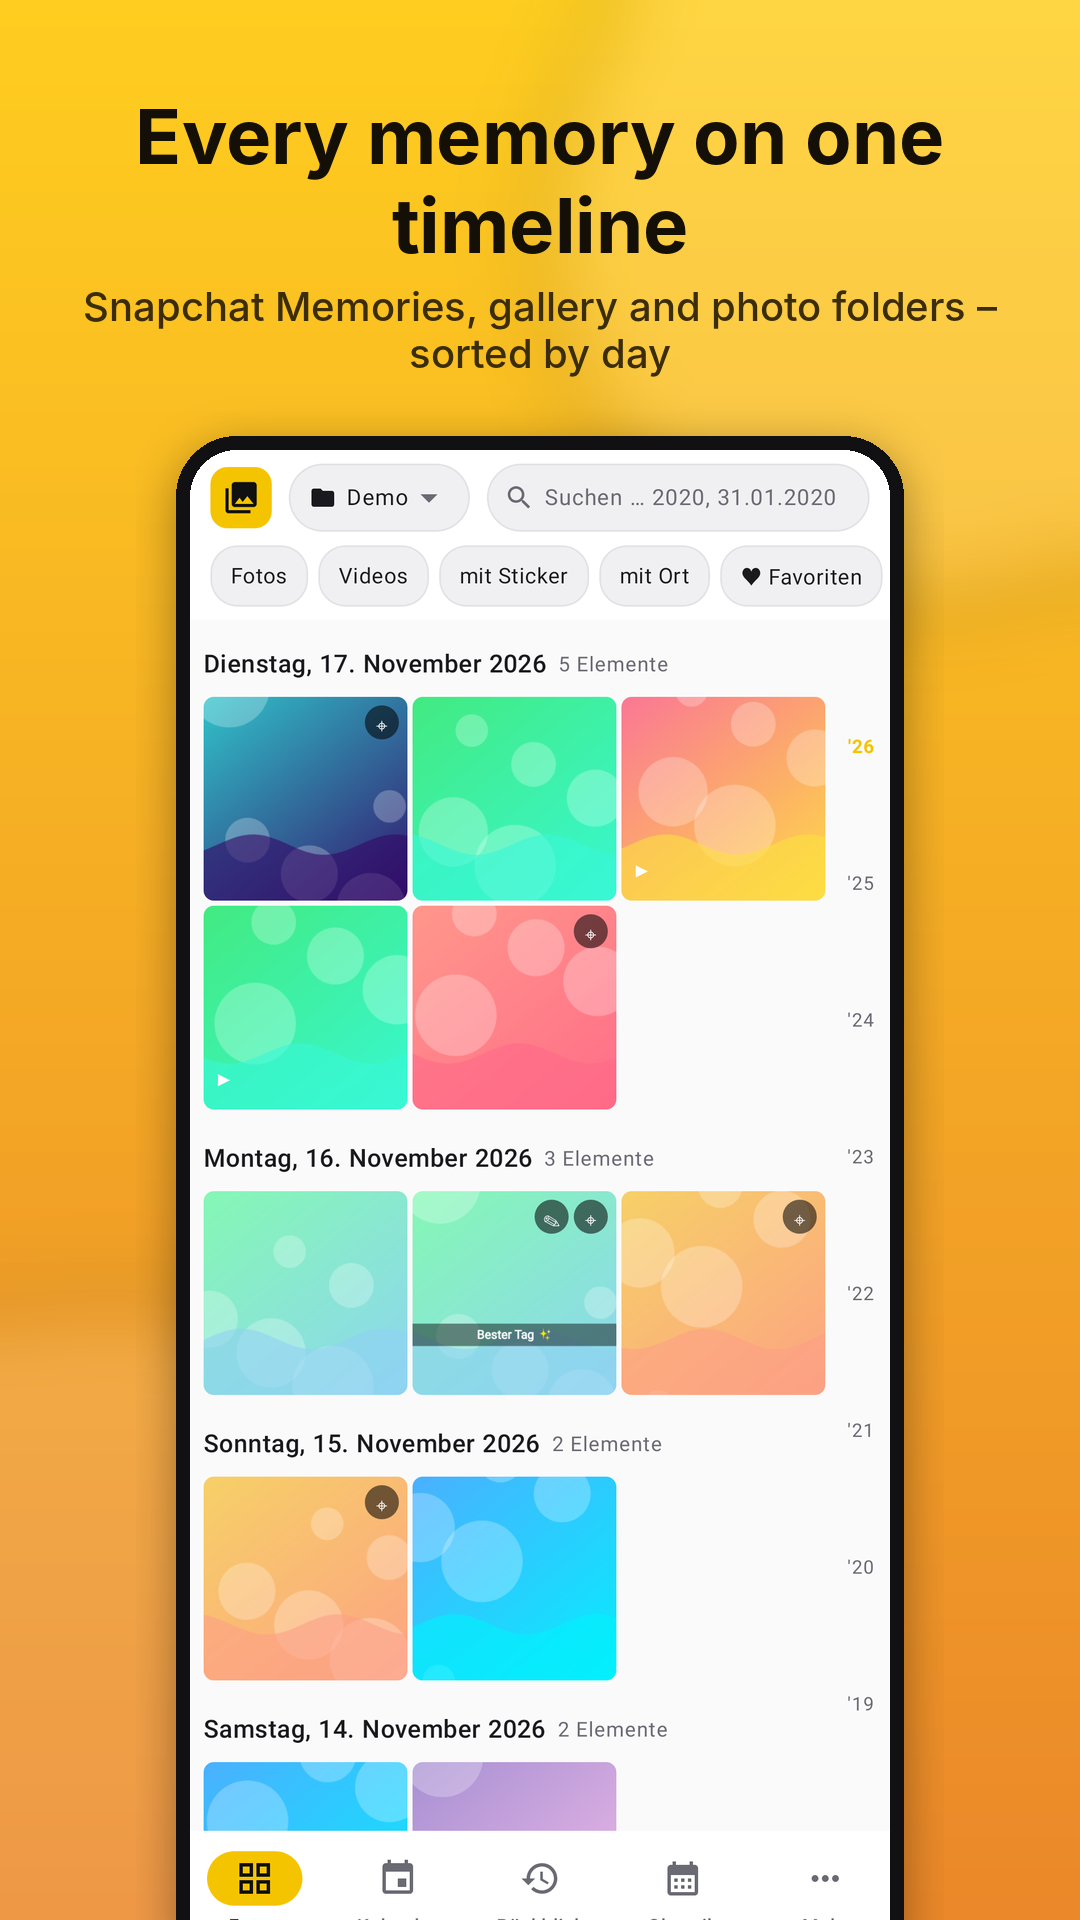 Every memory on one
timeline
Snapchat Memories, gallery and photo folders –
sorted by day
Demo
Suchen ... 2020, 31.01.2020
Fotos
Videos
mit Sticker
mit Ort
♥ Favoriten
Dienstag, 17. November 2026 5 Elemente
'26
'25
'24
Montag, 16. November 2026 3 Elemente
'23
'22
Bester Tag ✨
'21
Sonntag, 15. November 2026 2 Elemente
'20
'19
Samstag, 14. November 2026 2 Elemente